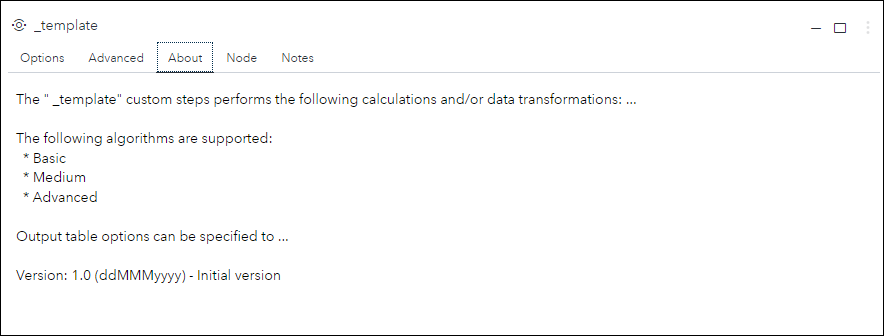 _template
Options Advanced About Node Notes
The " _template" custom steps performs the following calculations and/or data transformations: ...
The following algorithms are supported:
* Basic
* Medium
* Advanced
Output table options can be specified to ...
Version: 1.0 (ddMMMyyyy) - Initial version